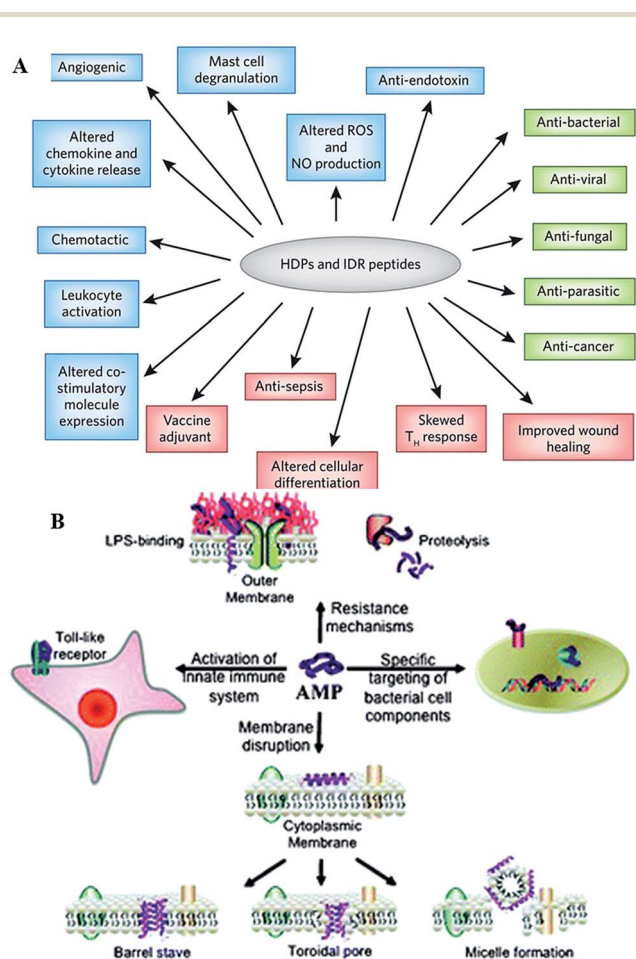 A
Angiogenic
Mast cell
degranulation
Anti-endotoxin
Altered
chemokine and
cytokine release
Altered ROS
and
NO production
Anti-bacterial
Anti-viral
Chemotactic
HDPs and IDR peptides
Anti-fungal
Leukocyte
activation
Anti-parasitic
Anti-cancer
Altered co-
stimulatory
molecule
expression
Anti-sepsis
Vaccine
adjuvant
Skewed
TH response
Improved wound
healing
Altered cellular
differentiation
B
LPS-binding
Outer
Membrane
Proteolysis
Resistance
mechanisms
Toll-like
receptor
Activation of
innate immune
system
AMP
Specific
targeting of
bacterial cell
components
Membrane
disruption
Cytoplasmic
Membrane
Barrel stave
Toroidal pore
Micelle formation